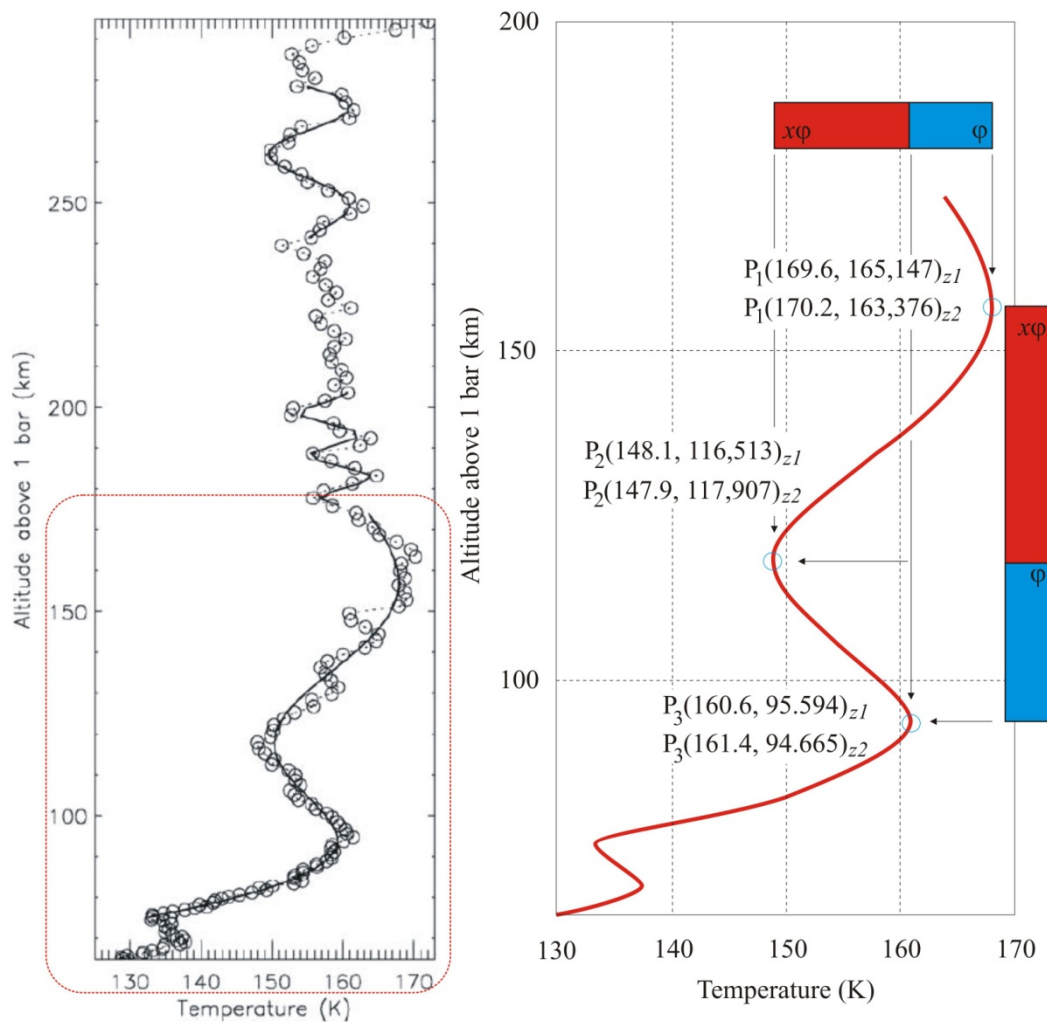 250
200
150
100
Altitude above 1 bar (km)
130 140 150 160 170
Temperature (K)
200
150
100
Altitude above 1 bar (km)
xφ φ
P1(169.6, 165,147)z1
P1(170.2, 163,376)z2
xφ
P2(148.1, 116,513)z1
P2(147.9, 117,907)z2
φ
P3(160.6, 95.594)z1
P3(161.4, 94.665)z2
130 140 150 160 170
Temperature (K)